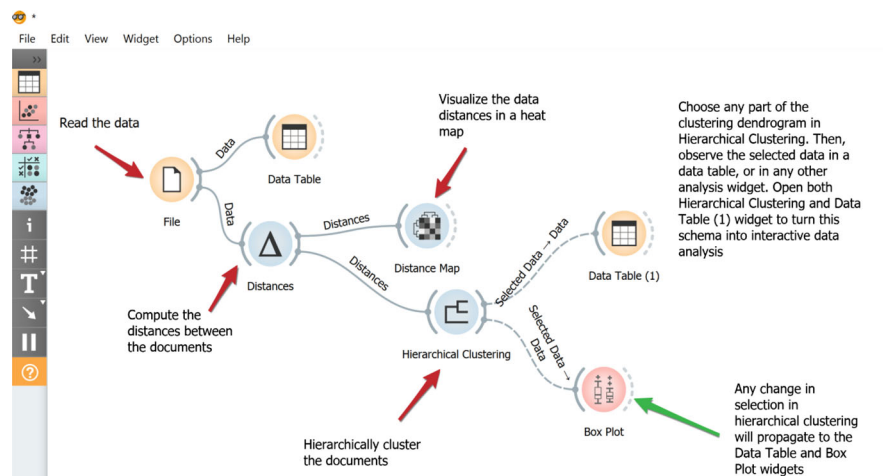 *
File Edit View Widget Options Help
Read the data
Visualize the data
distances in a heat
map
Choose any part of the
clustering dendrogram in
Hierarchical Clustering. Then,
observe the selected data in a
data table, or in any other
analysis widget. Open both
Hierarchical Clustering and Data
Table (1) widget to turn this
schema into interactive data
analysis
Data
Data Table
File
Data
Distances
Distances
Distance Map
Distances
Compute the
distances between
the documents
Selected Data → Data
Data Table (1)
Hierarchical Clustering
Selected Data →
Data
Box Plot
Hierarchically cluster
the documents
Any change in
selection in
hierarchical clustering
will propagate to the
Data Table and Box
Plot widgets
i
#
T
?